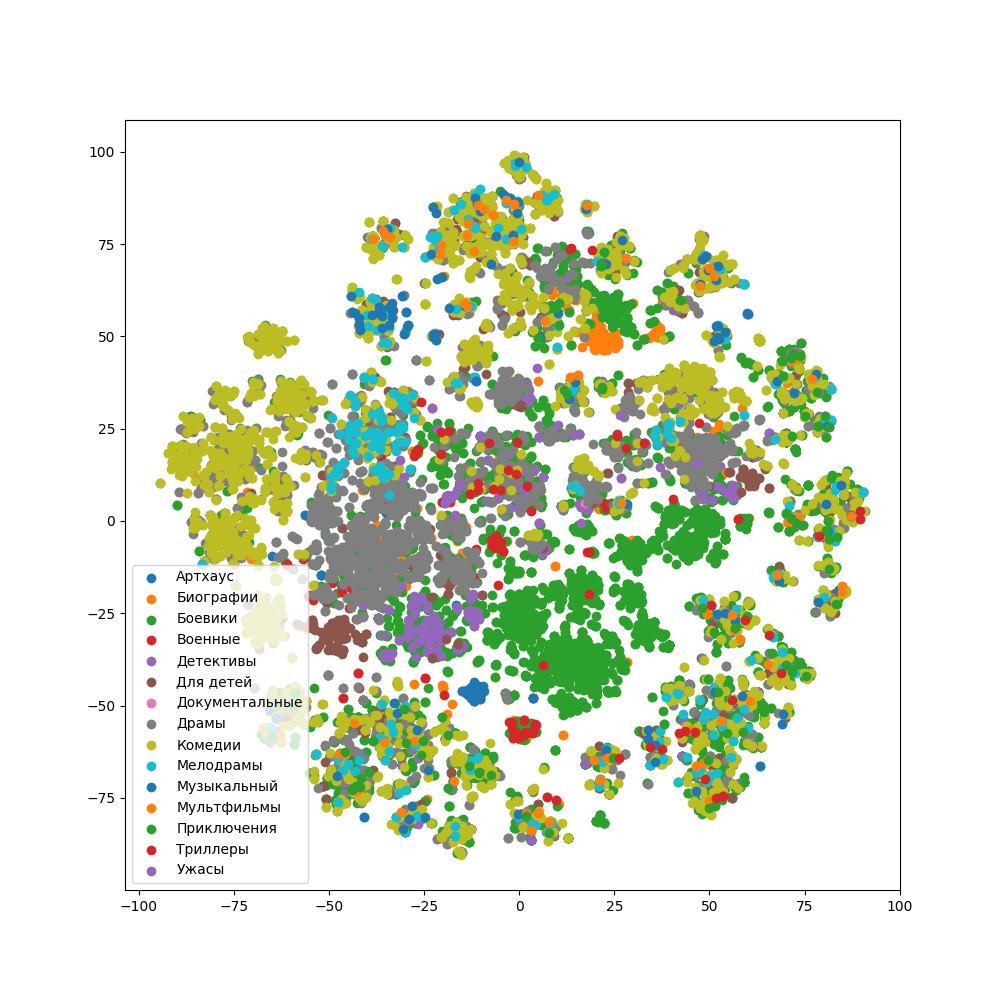 100
75
50
25
0
−25
−50
−75
Артхаус
Биографии
Боевики
Военные
Детективы
Для детей
Документальные
Драмы
Комедии
Мелодрамы
Музыкальный
Мультфильмы
Приключения
Триллеры
Ужасы
−100 −75 −50 −25 0 25 50 75 100